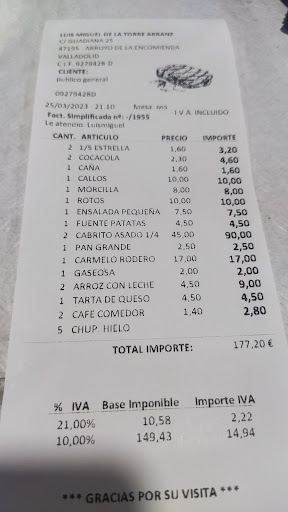 LUIS MIGUEL DE LA TORRE ARRANZ
C/ GUADIANA 25
47195 - ARROYO DE LA ENCOMIENDA
VALLADOLID
C.I.F. 9279428 D
CLIENTE:
publico general
09279428D
25/03/2023 - 21:10 Mesa: M9
I.V.A. INCLUIDO
Fact. Simplificada nº: -/1955
Le atendio: Luismiguel
CANT. ARTICULO PRECIO IMPORTE
2 1/5 ESTRELLA 1,60 3,20
2 COCACOLA 2,30 4,60
1 CAÑA 1,60 1,60
1 CALLOS 10,00 10,00
1 MORCILLA 8,00 8,00
1 ROTOS 10,00 10,00
1 ENSALADA PEQUEÑA 7,50 7,50
1 FUENTE PATATAS 4,50 4,50
2 CABRITO ASADO 1/4 45,00 90,00
1 PAN GRANDE 2,50 2,50
1 CARMELO RODERO 17,00 17,00
1 GASEOSA 2,00 2,00
2 ARROZ CON LECHE 4,50 9,00
1 TARTA DE QUESO 4,50 4,50
2 CAFE COMEDOR 1,40 2,80
5 CHUP. HIELO
TOTAL IMPORTE: 177,20 €
% IVA Base Imponible Importe IVA
21,00% 10,58 2,22
10,00% 149,43 14,94
*** GRACIAS POR SU VISITA ***